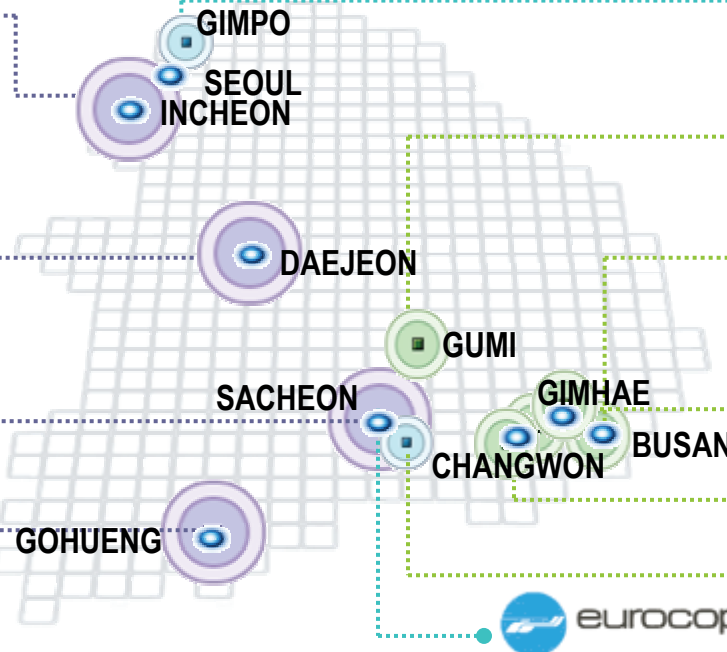 GIMPO
SEOUL
INCHEON
DAEJEON
GUMI
SACHEON
GIMHAE
BUSAN
CHANGWON
GOHUENG
eurocop